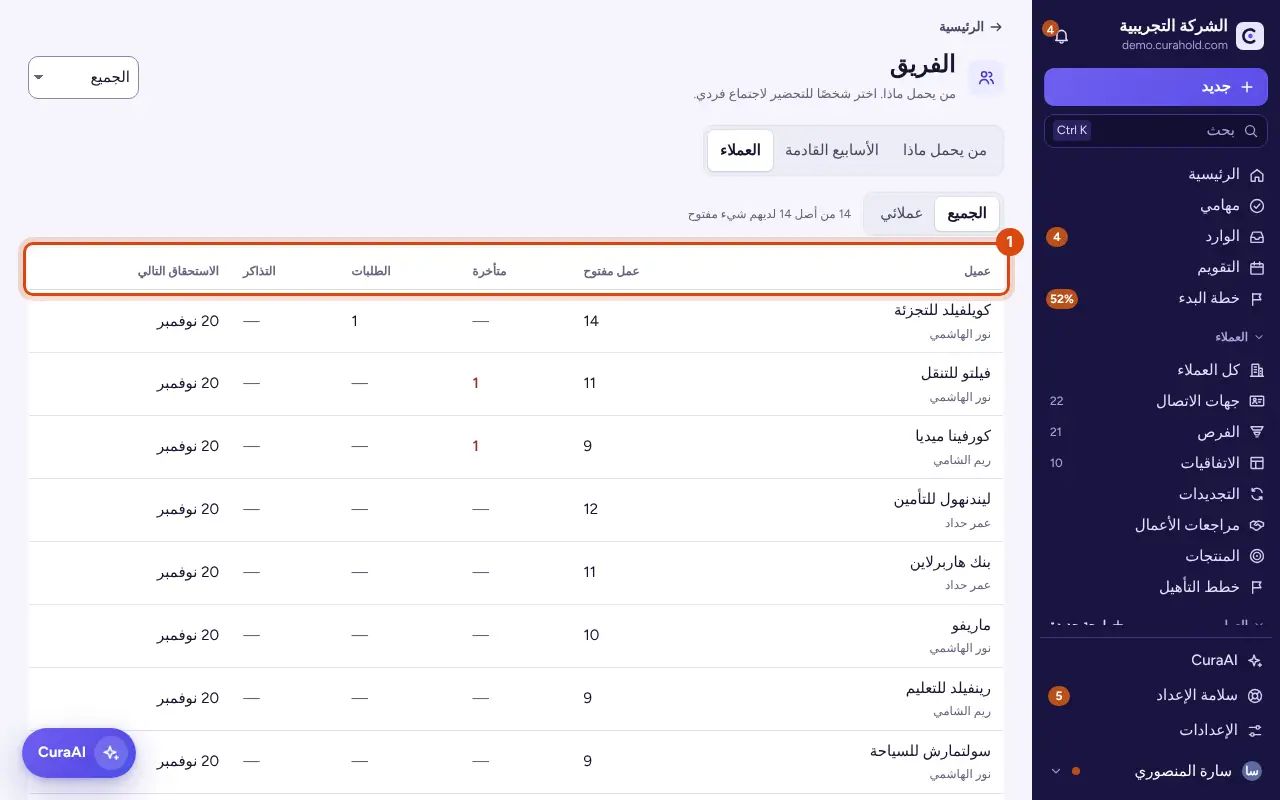 الشركة التجريبية
demo.curahold.com
4
جديد
بحث
Ctrl K
الرئيسية
مهامي
الوارد
4
التقويم
خطة البدء
52%
العملاء
كل العملاء
جهات الاتصال
22
الفرص
21
الاتفاقيات
10
التجديدات
مراجعات الأعمال
المنتجات
خطط التأهيل
CuraAI
سلامة الإعداد
5
الإعدادات
سا
سارة المنصوري
الرئيسية
الفريق
من يحمل ماذا. اختر شخصًا للتحضير لاجتماع فردي.
الجميع
من يحمل ماذا
الأسابيع القادمة
العملاء
الجميع
عملائي
14 من أصل 14 لديهم شيء مفتوح
1
عميل عمل مفتوح متأخرة الطلبات التذاكر الاستحقاق التالي
كويلفيلد للتجزئة
نور الهاشمي
14 — 1 — 20 نوفمبر
فيلتو للتنقل
نور الهاشمي
11 1 — — 20 نوفمبر
كورفينا ميديا
ريم الشامي
9 1 — — 20 نوفمبر
ليندنهول للتأمين
عمر حداد
12 — — — 20 نوفمبر
بنك هاربرلاين
عمر حداد
11 — — — 20 نوفمبر
ماريفو
نور الهاشمي
10 — — — 20 نوفمبر
رينفيلد للتعليم
ريم الشامي
9 — — — 20 نوفمبر
سولتمارش للسياحة
نور الهاشمي
9 — — — 20 نوفمبر
CuraAI